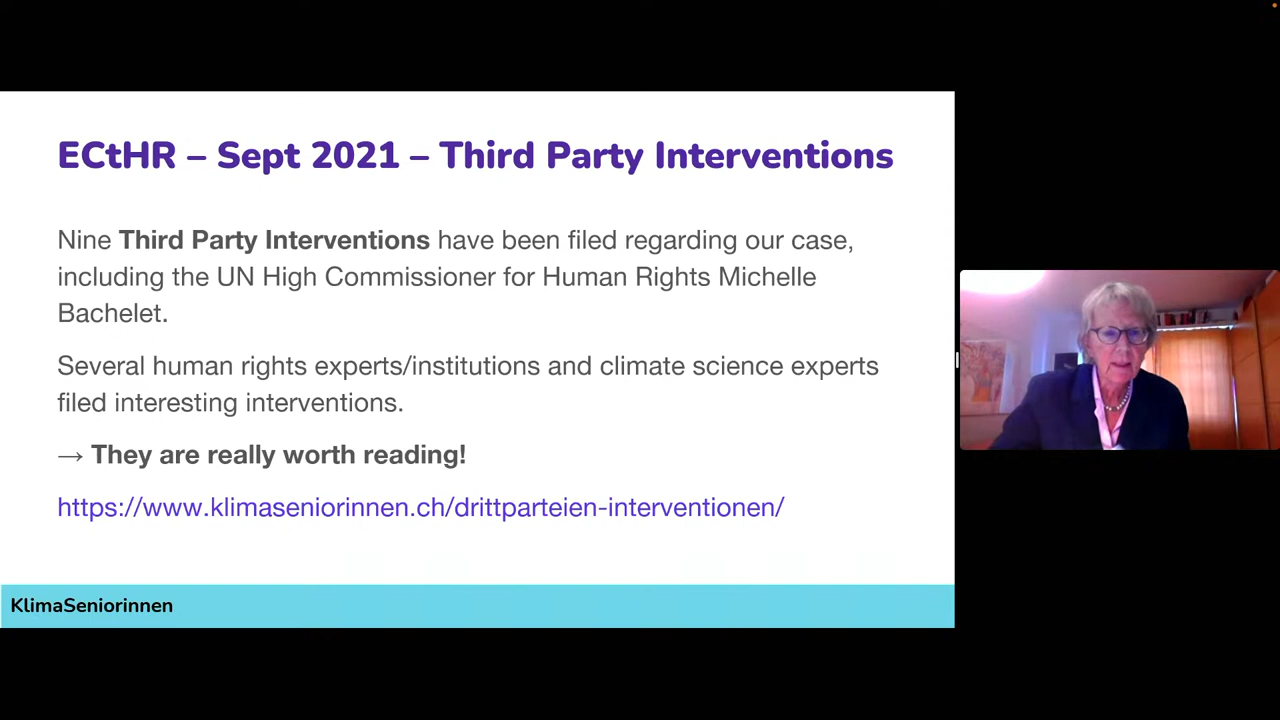 ECtHR – Sept 2021 – Third Party Interventions
Nine Third Party Interventions have been filed regarding our case,
including the UN High Commissioner for Human Rights Michelle
Bachelet.
Several human rights experts/institutions and climate science experts
filed interesting interventions.
→ They are really worth reading!
https://www.klimaseniorinnen.ch/drittparteien-interventionen/
KlimaSeniorinnen